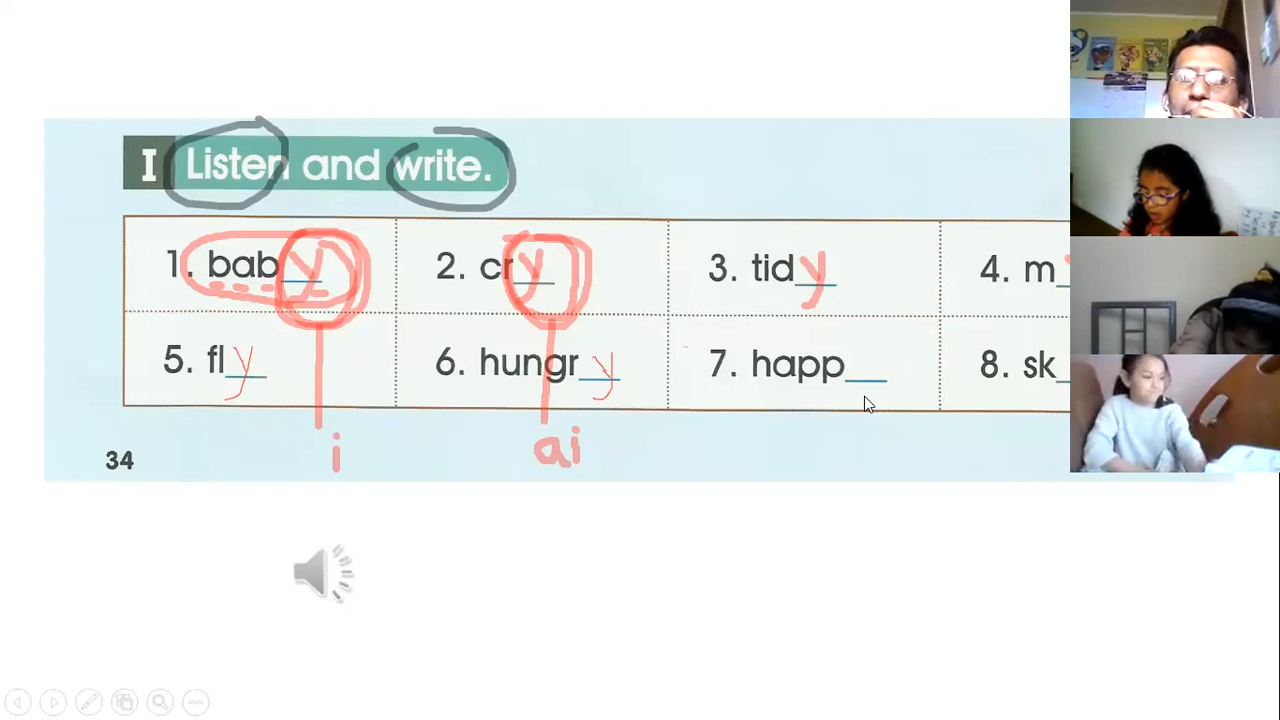 I Listen and write.
1. baby 2. cry 3. tidy 4. m
5. fly 6. hungry 7. happ__ 8. sk
i ai
34